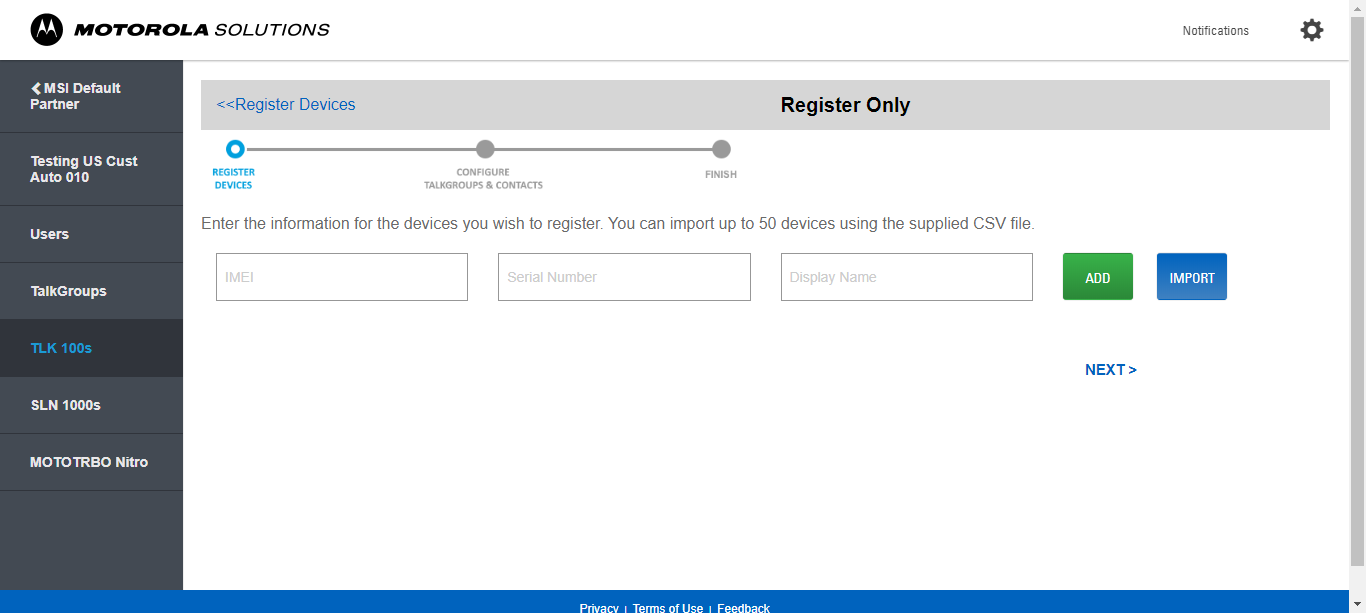 MOTOROLA SOLUTIONS
Notifications
MSI Default
Partner
Testing US Cust
Auto 010
Users
TalkGroups
TLK 100s
SLN 1000s
MOTOTRBO Nitro
<<Register Devices
Register Only
REGISTER
DEVICES
CONFIGURE
TALKGROUPS & CONTACTS
FINISH
Enter the information for the devices you wish to register. You can import up to 50 devices using the supplied CSV file.
IMEI
Serial Number
Display Name
ADD
IMPORT
NEXT >
Privacy | Terms of Use | Feedback